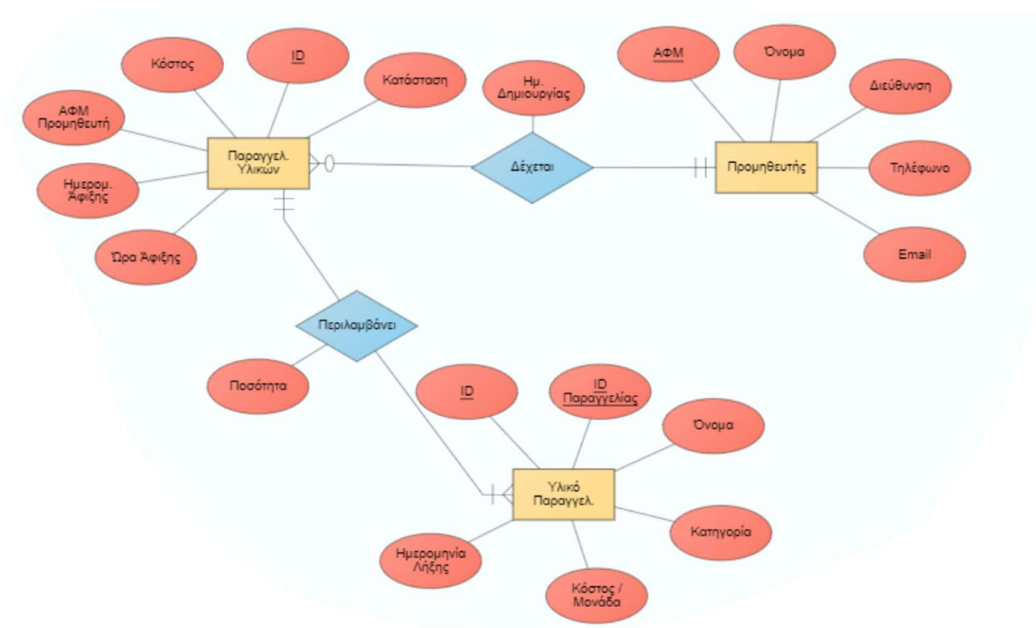 Κόστος
ID
Κατάσταση
ΑΦΜ
Προμηθευτή
Ημερομ.
Άφιξης
Ώρα Άφιξης
Παραγγελ.
Υλικών
Ημ.
Δημιουργίας
Δέχεται
ΑΦΜ
Όνομα
Διεύθυνση
Τηλέφωνο
Email
Προμηθευτής
Περιλαμβάνει
Ποσότητα
ID
ID
Παραγγελίας
Όνομα
Υλικό
Παραγγελ.
Κατηγορία
Ημερομηνία
Λήξης
Κόστος /
Μονάδα